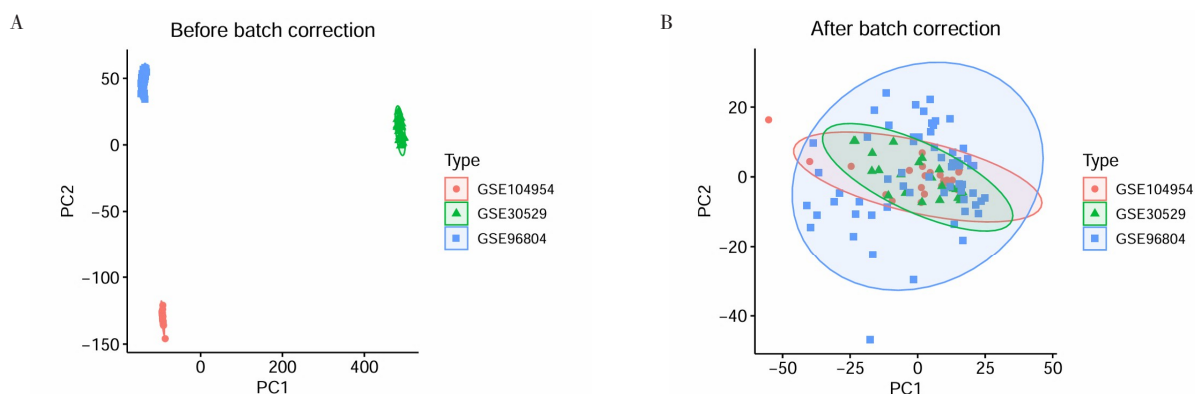 A
Before batch correction
50
0
−50
−100
−150
PC2
0
200
400
PC1
Type
GSE104954
GSE30529
GSE96804
B
After batch correction
20
0
−20
−40
PC2
−50
−25
0
25
50
PC1
Type
GSE104954
GSE30529
GSE96804